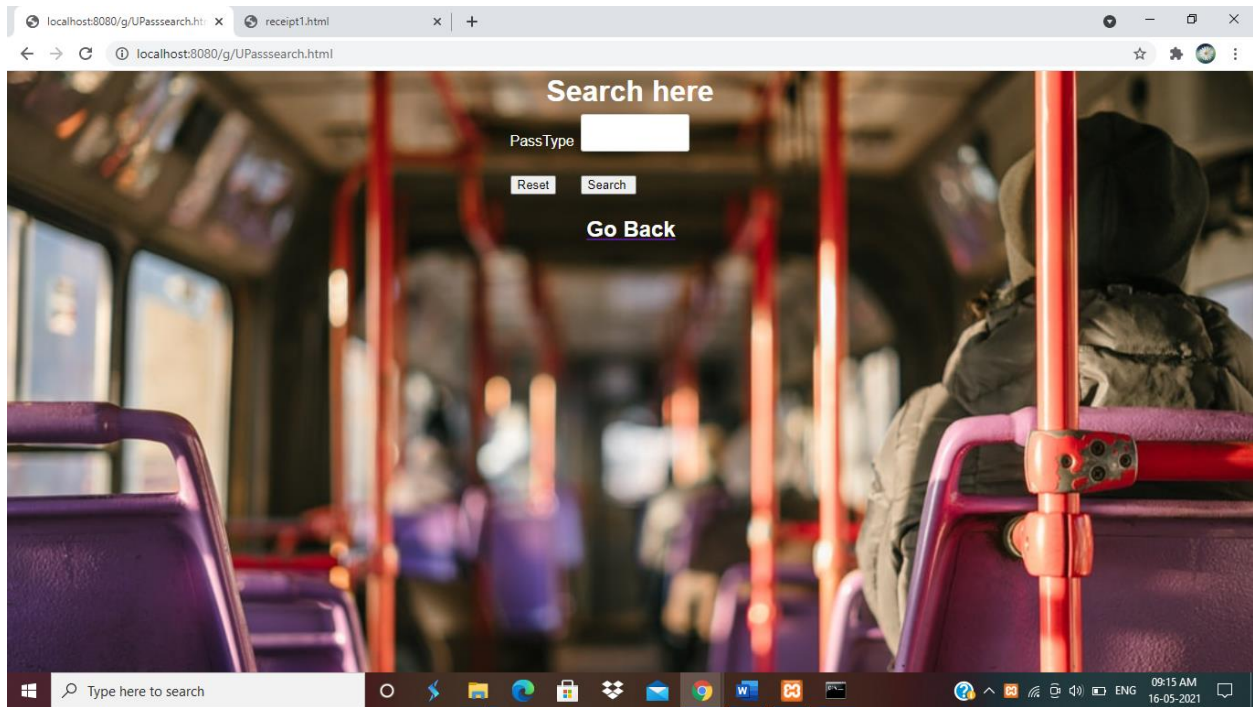 localhost:8080/g/UPasssearch.ht
receipt1.html
localhost:8080/g/UPasssearch.html
Search here
PassType
Reset
Search
Go Back
Type here to search
ENG
09:15 AM
16-05-2021